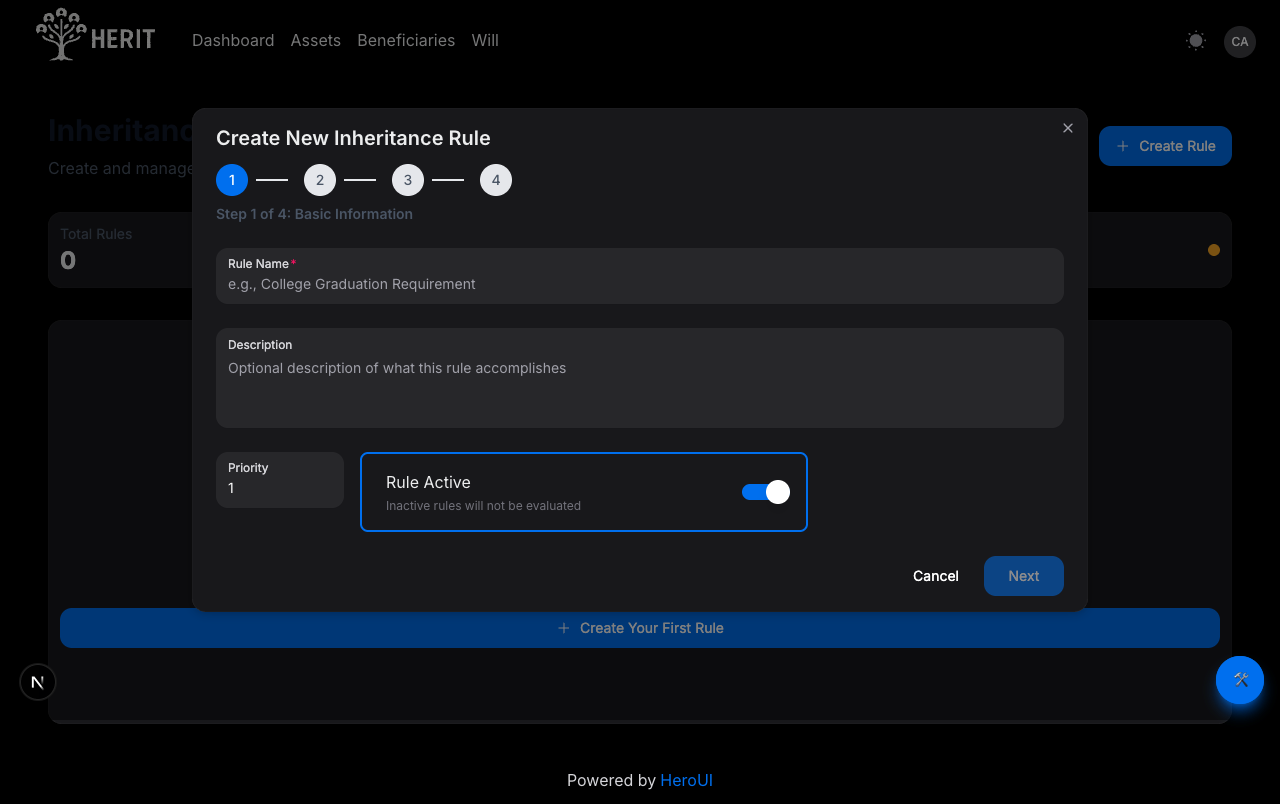 HERIT
Dashboard Assets Beneficiaries Will
CA
Inheritanc
Create and manage
Create Rule
Total Rules
0
Create New Inheritance Rule
1 2 3 4
Step 1 of 4: Basic Information
Rule Name*
e.g., College Graduation Requirement
Description
Optional description of what this rule accomplishes
Priority
1
Rule Active
Inactive rules will not be evaluated
Cancel
Next
Create Your First Rule
N
Powered by HeroUI